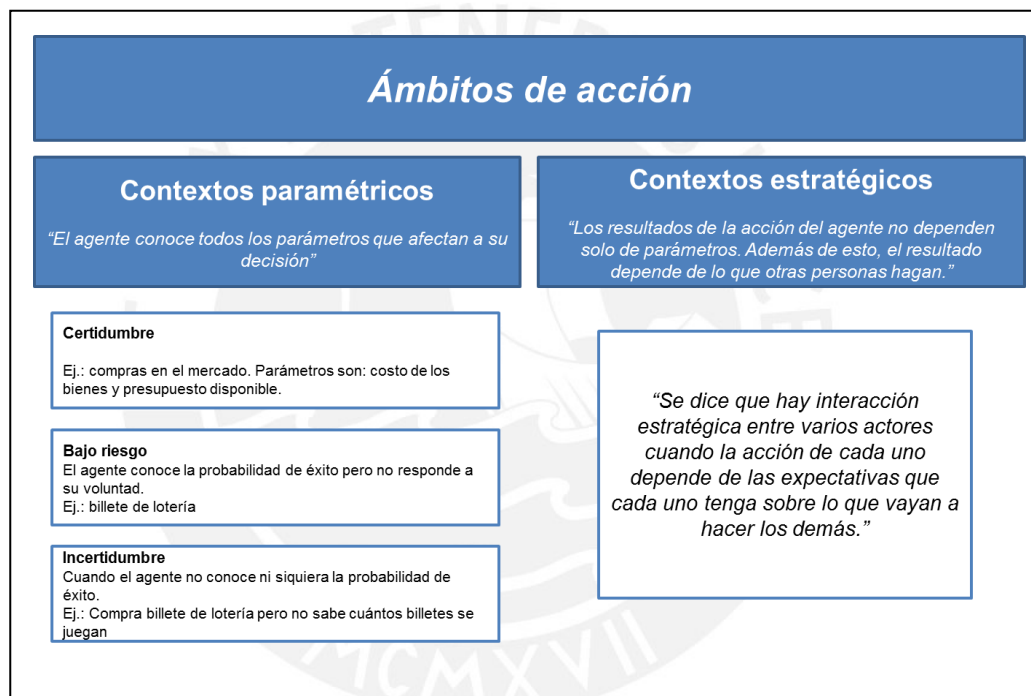 Ámbitos de acción
Contextos paramétricos
“El agente conoce todos los parámetros que afectan a su
decisión”
Contextos estratégicos
“Los resultados de la acción del agente no dependen
solo de parámetros. Además de esto, el resultado
depende de lo que otras personas hagan.”
Certidumbre
Ej.: compras en el mercado. Parámetros son: costo de los
bienes y presupuesto disponible.
Bajo riesgo
El agente conoce la probabilidad de éxito pero no responde a
su voluntad.
Ej.: billete de lotería
Incertidumbre
Cuando el agente no conoce ni siquiera la probabilidad de
éxito.
Ej.: Compra billete de lotería pero no sabe cuántos billetes se
juegan
“Se dice que hay interacción
estratégica entre varios actores
cuando la acción de cada uno
depende de las expectativas que
cada uno tenga sobre lo que vayan a
hacer los demás.”
MCMXVII